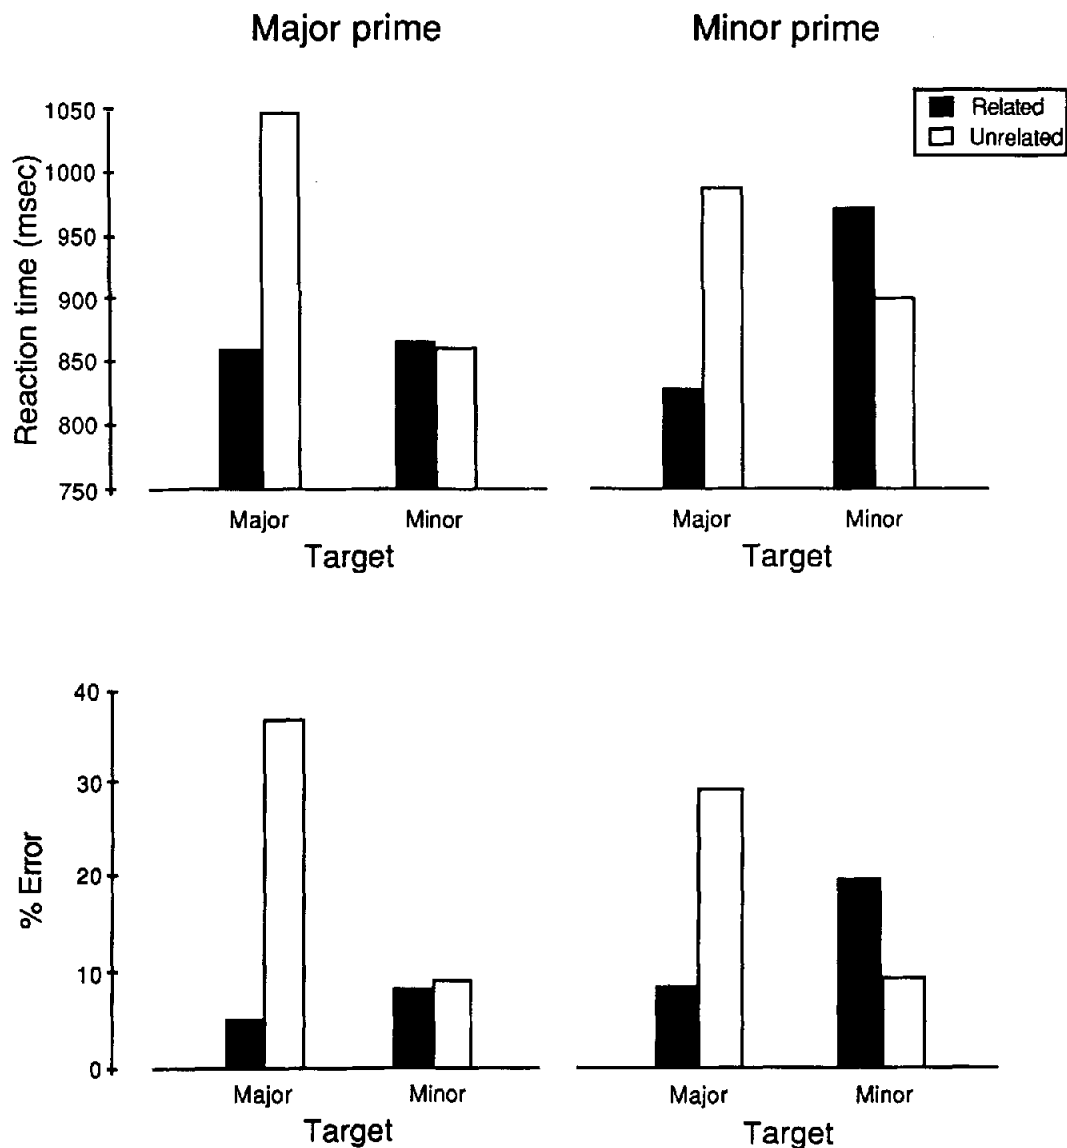 Major prime
Minor prime
Related
Unrelated
Reaction time (msec)
1050
1000
950
900
850
800
750
Major Minor
Target
Major Minor
Target
% Error
40
30
20
10
0
Major Minor
Target
Major Minor
Target